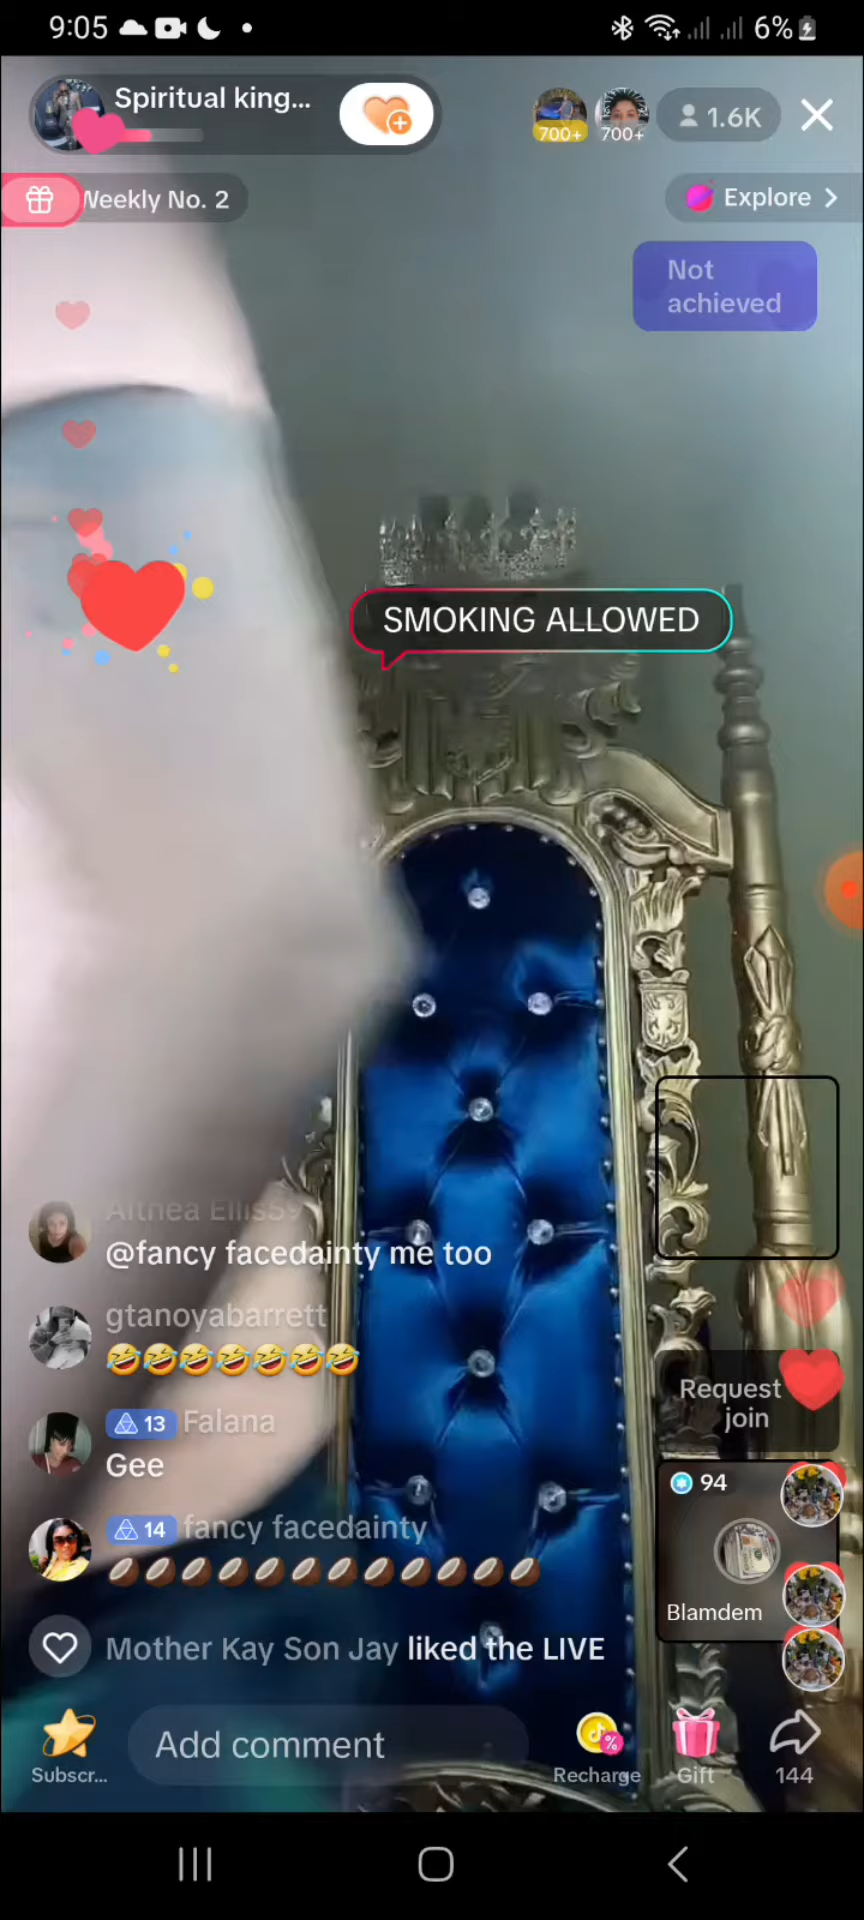 9:05
6%
Spiritual king...
700+
700+
1.6K
Weekly No. 2
Explore
Not
achieved
SMOKING ALLOWED
Althea Ellis59
@fancy facedainty me too
gtanoyabarrett
🤣🤣🤣🤣🤣🤣🤣
13 Falana
Gee
14 fancy facedainty
🥥🥥🥥🥥🥥🥥🥥🥥🥥🥥🥥🥥
Mother Kay Son Jay liked the LIVE
Request
join
94
Blamdem
Subscr...
Add comment
Recharge
Gift
144